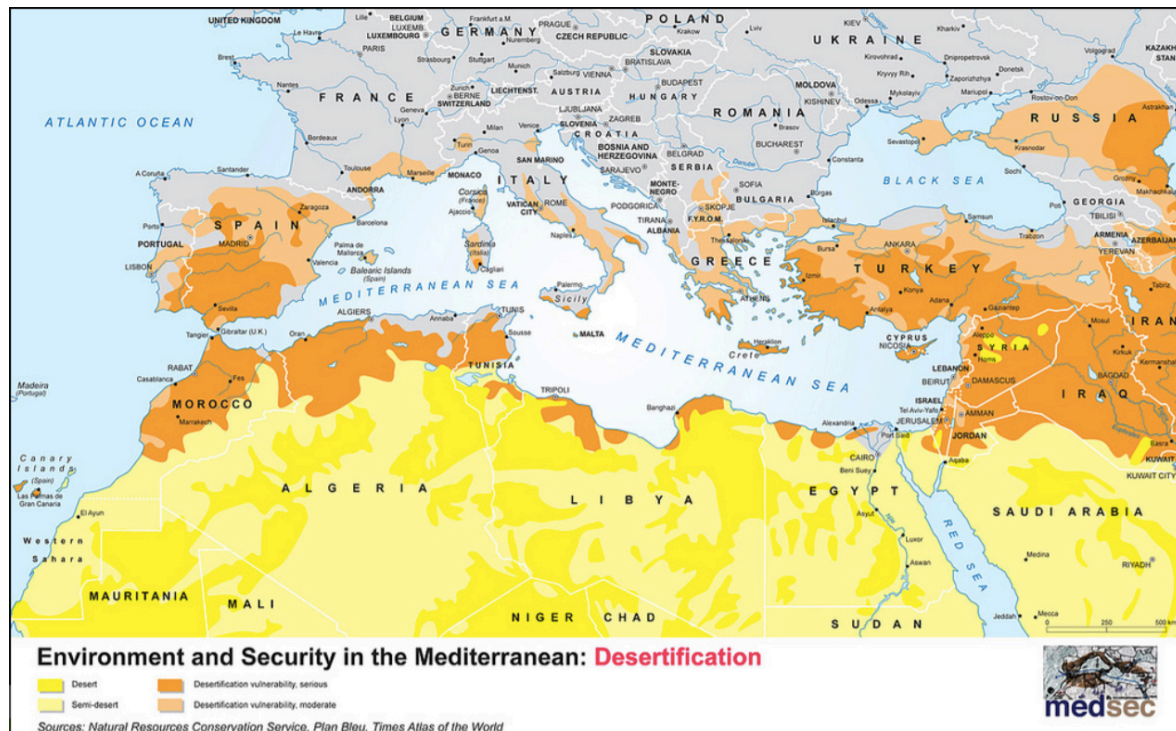 UNITED KINGDOM
Lille
BELGIUM
Frankfurt a.M.
PRAGUE
POLAND
Lviv
KIEV
Kharkiv
Le Havre
LUXEMB.
LUXEMBOURG
GERMANY
Nuremberg
CZECH REPUBLIC
Krakow
UKRAINE
Volgograd
KAZAKH
STAN
PARIS
Brest
Strasbourg
Stuttgart
SLOVAKIA
BRATISLAVA
Kirovohrad
Dnipropetrovsk
Donetsk
Munich
Salzburg
VIENNA
Kryvyy Rih
Zaporizhzhya
Nantes
Zurich
BERNE
LIECHTENST.
AUSTRIA
BUDAPEST
MOLDOVA
KISHINEV
Mykolayiv
Mariupol
Rostov-on-Don
Astrakhan
FRANCE
SWITZERLAND
HUNGARY
Odessa
Geneva
LJUBLJANA
ATLANTIC OCEAN
Lyon
Milan
Venice
SLOVENIA
ZAGREB
ROMANIA
RUSSIA
CROATIA
Brasov
Bordeaux
Turin
Genoa
BOSNIA AND
HERZEGOVINA
BELGRAD
BUCHAREST
Sevastopol
Krasnodar
SAN MARINO
SARAJEVO
SERBIA
Danube
Constanta
Grozny
A Coruña
Santander
Toulouse
Marseille
MONACO
ITALY
Sochi
Makhachkala
ANDORRA
Corsica
(France)
MONTE-
NEGRO
SOFIA
Burgas
BLACK SEA
Porto
Zaragoza
Ajaccio
VATICAN
CITY
ROME
PODGORICA
SKOPJE
BULGARIA
Poti
GEORGIA
TBILISI
SPAIN
Barcelona
TIRANA
F.Y.R.O.M.
Istanbul
Samsun
PORTUGAL
MADRID
Naples
ALBANIA
Thessaloniki
Trabzon
ARMENIA
YEREVAN
AZERBAIJAN
LISBON
Palma de
Mallorca
Valencia
Balearic Islands
(Spain)
Sardinia
(Italia)
Cagliari
Bursa
ANKARA
GREECE
TURKEY
Tabriz
MEDITERRANEAN SEA
Palermo
Izmir
Konya
Sevilla
Sicily
ATHENS
Adana
Gaziantep
IRAN
ALGIERS
Annaba
TUNIS
Antalya
Mosul
Tangier
Gibraltar (U.K.)
Oran
Sousse
MALTA
Aleppo
Crete
Heraklion
CYPRUS
NICOSIA
SYRIA
Homs
Kirkuk
Kermanshah
RABAT
TUNISIA
MEDITERRANEAN SEA
LEBANON
BEIRUT
DAMASCUS
BAGDAD
Madeira
(Portugal)
Casablanca
Fes
TRIPOLI
ISRAEL
Tel Aviv-Yafo
IRAQ
MOROCCO
Banghazi
Alexandria
Port Said
JERUSALEM
AMMAN
Marrakech
JORDAN
Euphrates
Basra
Canary
Islands
(Spain)
CAIRO
Aqaba
KUWAIT
KUWAIT CITY
Beni Suey
Las Palmas de
Gran Canaria
ALGERIA
LIBYA
EGYPT
El Ayun
Asyut
Nile
SAUDI ARABIA
Western
Sahara
Luxor
RED SEA
Medina
RIYADH
Aswan
MAURITANIA
MALI
NIGER
CHAD
SUDAN
Jeddah
Mecca
0 250 500 km
Environment and Security in the Mediterranean: Desertification
Desert
Desertification vulnerability, serious
Semi-desert
Desertification vulnerability, moderate
médsec
Sources: Natural Resources Conservation Service, Plan Bleu, Times Atlas of the World